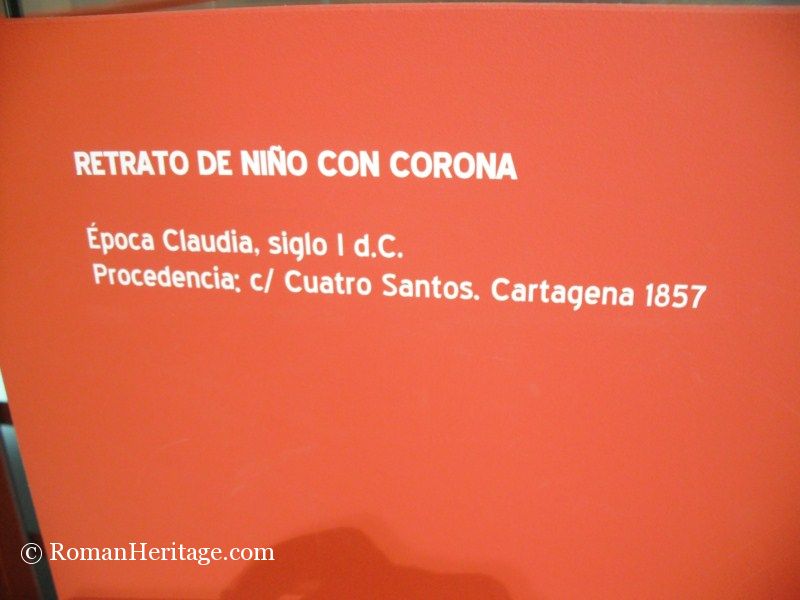 RETRATO DE NIÑO CON CORONA
Época Claudia, siglo I d.C.
Procedencia: c/ Cuatro Santos. Cartagena 1857
© RomanHeritage.com